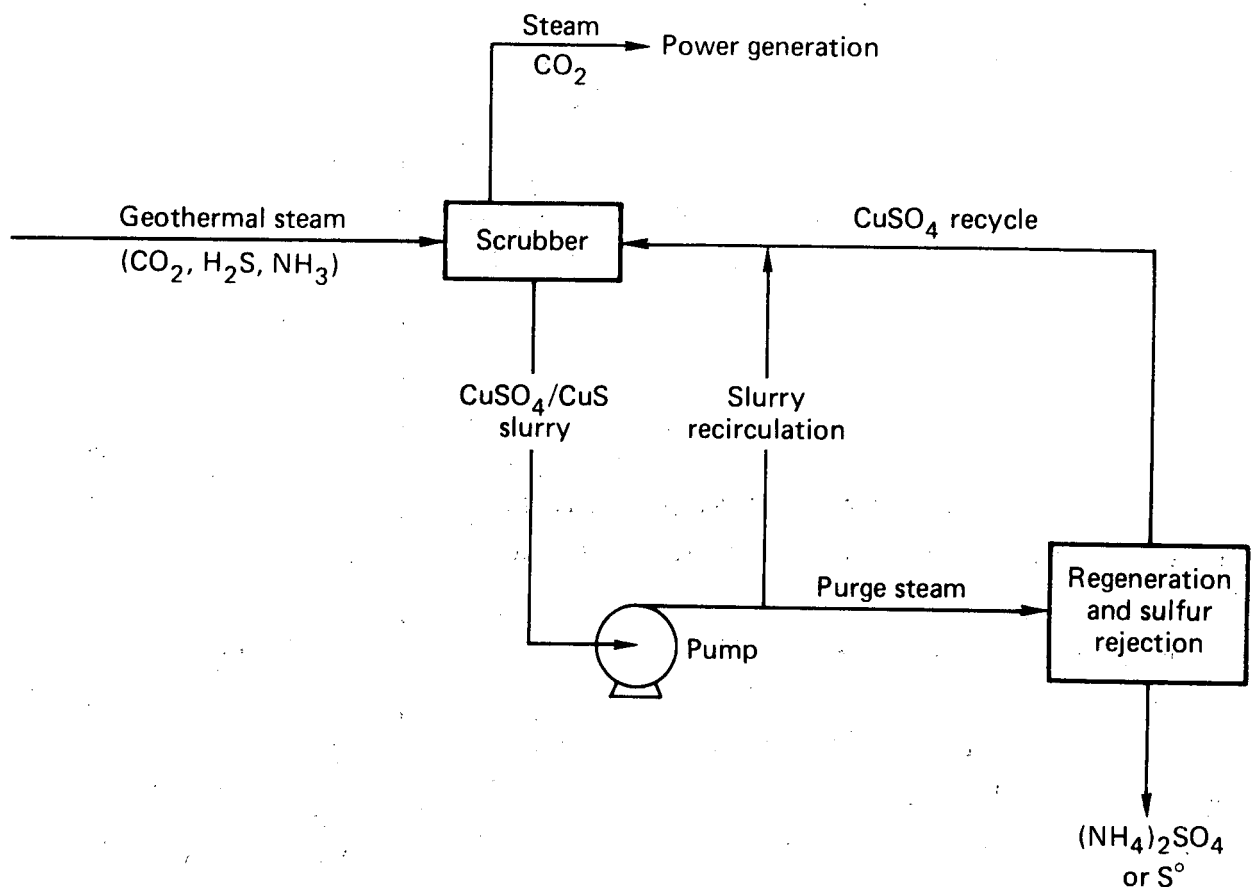 Steam
CO₂
Power generation
Geothermal steam
(CO₂, H₂S, NH₃)
Scrubber
CuSO₄ recycle
CuSO₄/CuS
slurry
Slurry
recirculation
Purge steam
Pump
Regeneration
and sulfur
rejection
(NH₄)₂SO₄
or S°